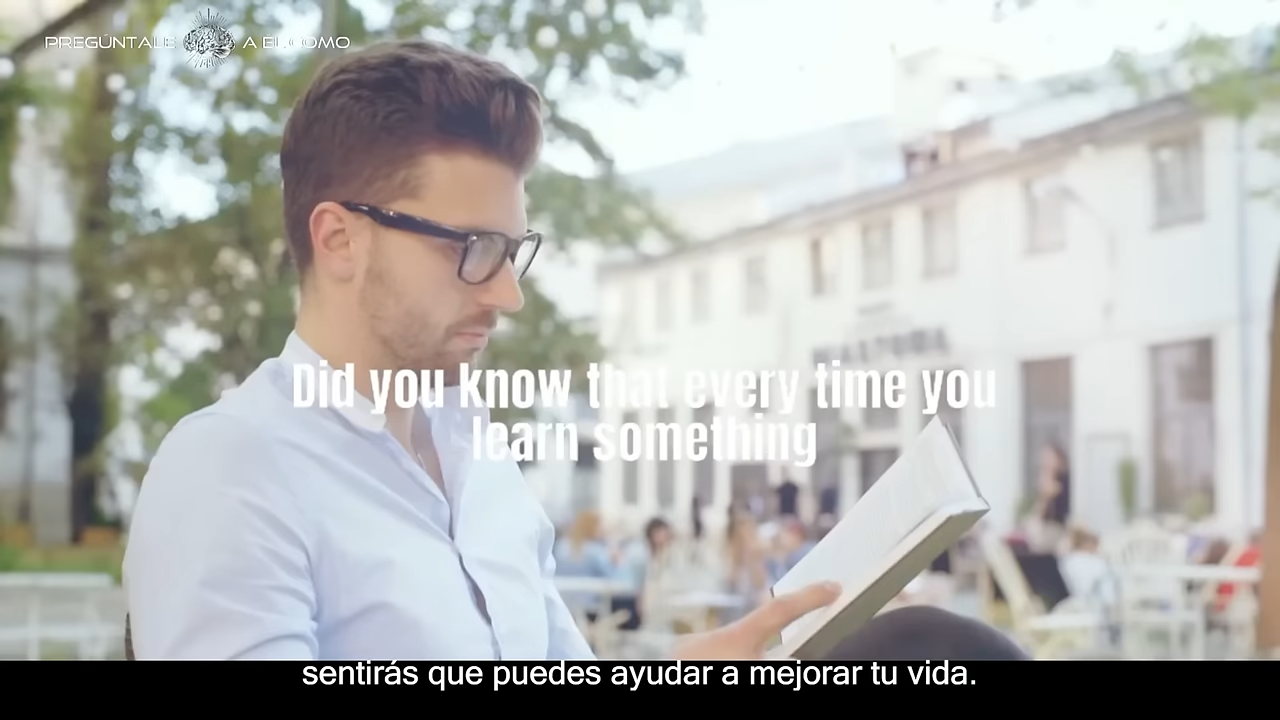 PREGÚNTALE A EL COMO
Did you know that every time you
learn something
sentirás que puedes ayudar a mejorar tu vida.